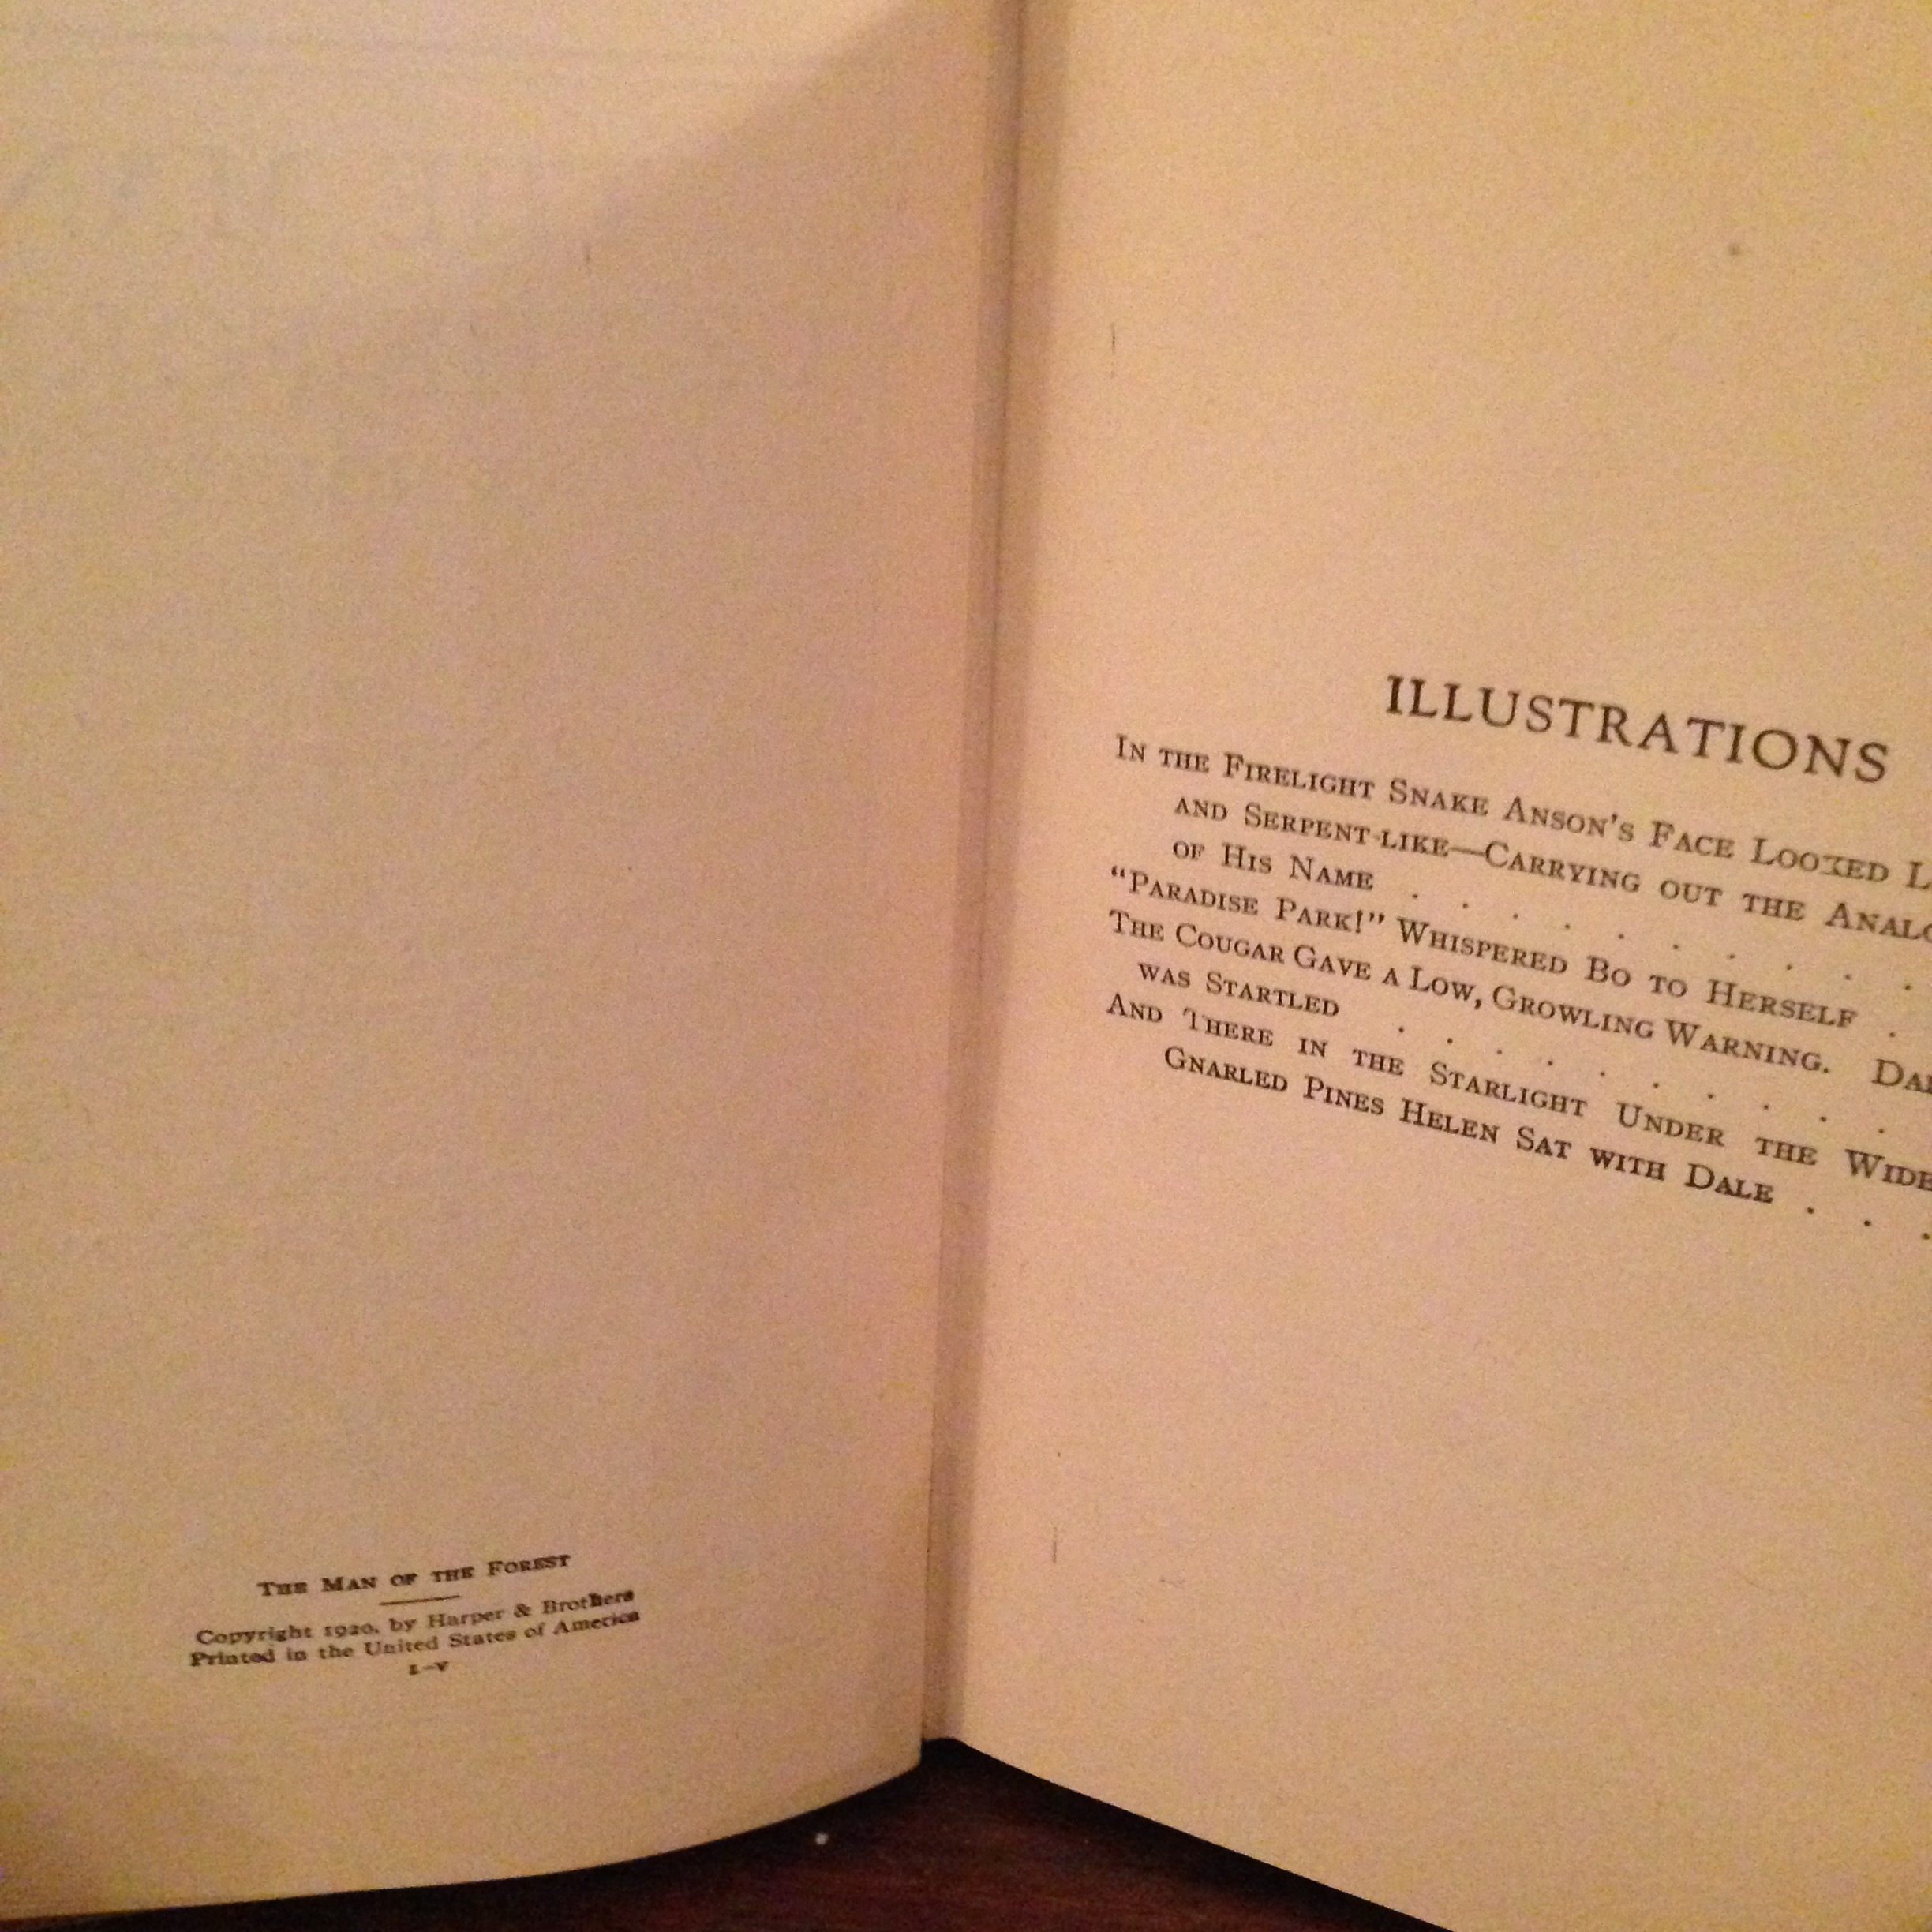 THE MAN OF THE FOREST
Copyright 1920, by Harper & Brothers
Printed in the United States of America
L-V
ILLUSTRATIONS
IN THE FIRELIGHT SNAKE ANSON'S FACE LOOKED L
AND SERPENT-LIKE—CARRYING OUT THE ANALO
OF HIS NAME . . . . . . . . . .
"PARADISE PARK!" WHISPERED BO TO HERSELF .
THE COUGAR GAVE A LOW, GROWLING WARNING. DA
WAS STARTLED . . . . . . . . . .
AND THERE IN THE STARLIGHT UNDER THE WIDE
GNARLED PINES HELEN SAT WITH DALE . . .